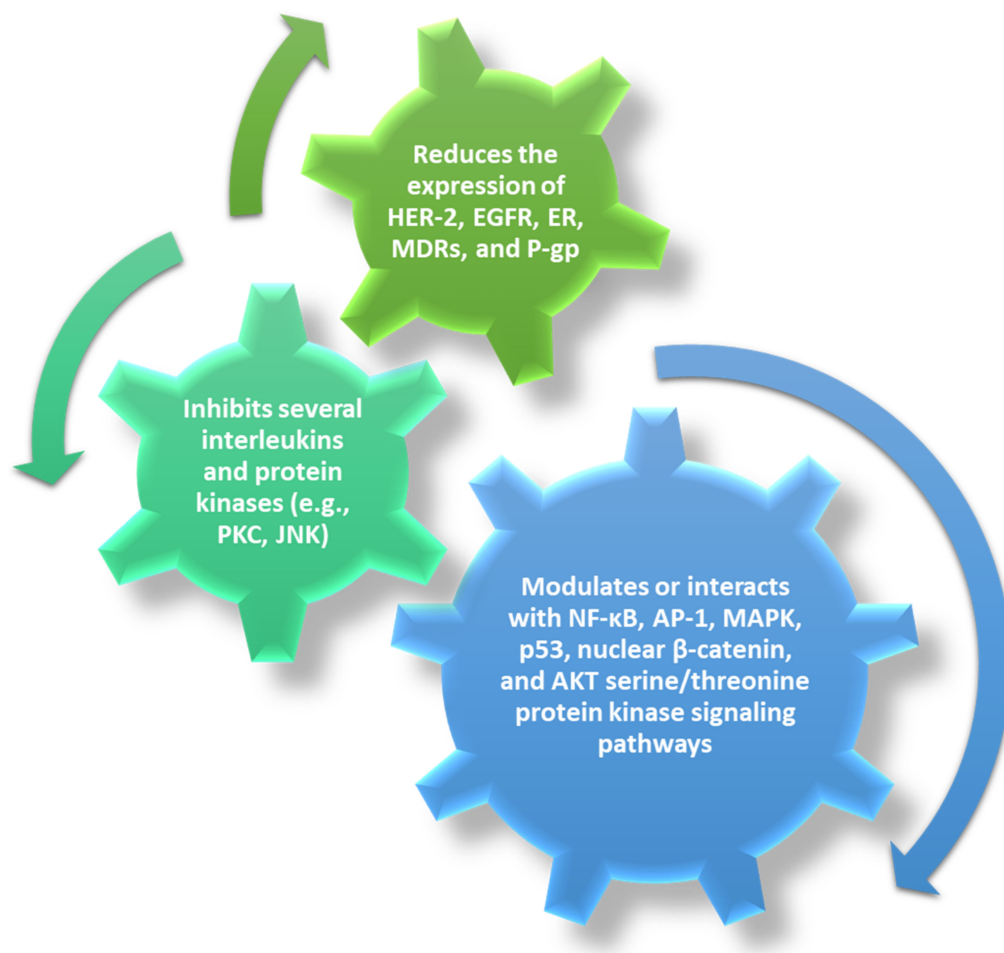 Reduces the
expression of
HER-2, EGFR, ER,
MDRs, and P-gp
Inhibits several
interleukins
and protein
kinases (e.g.,
PKC, JNK)
Modulates or interacts
with NF-κB, AP-1, MAPK,
p53, nuclear β-catenin,
and AKT serine/threonine
protein kinase signaling
pathways